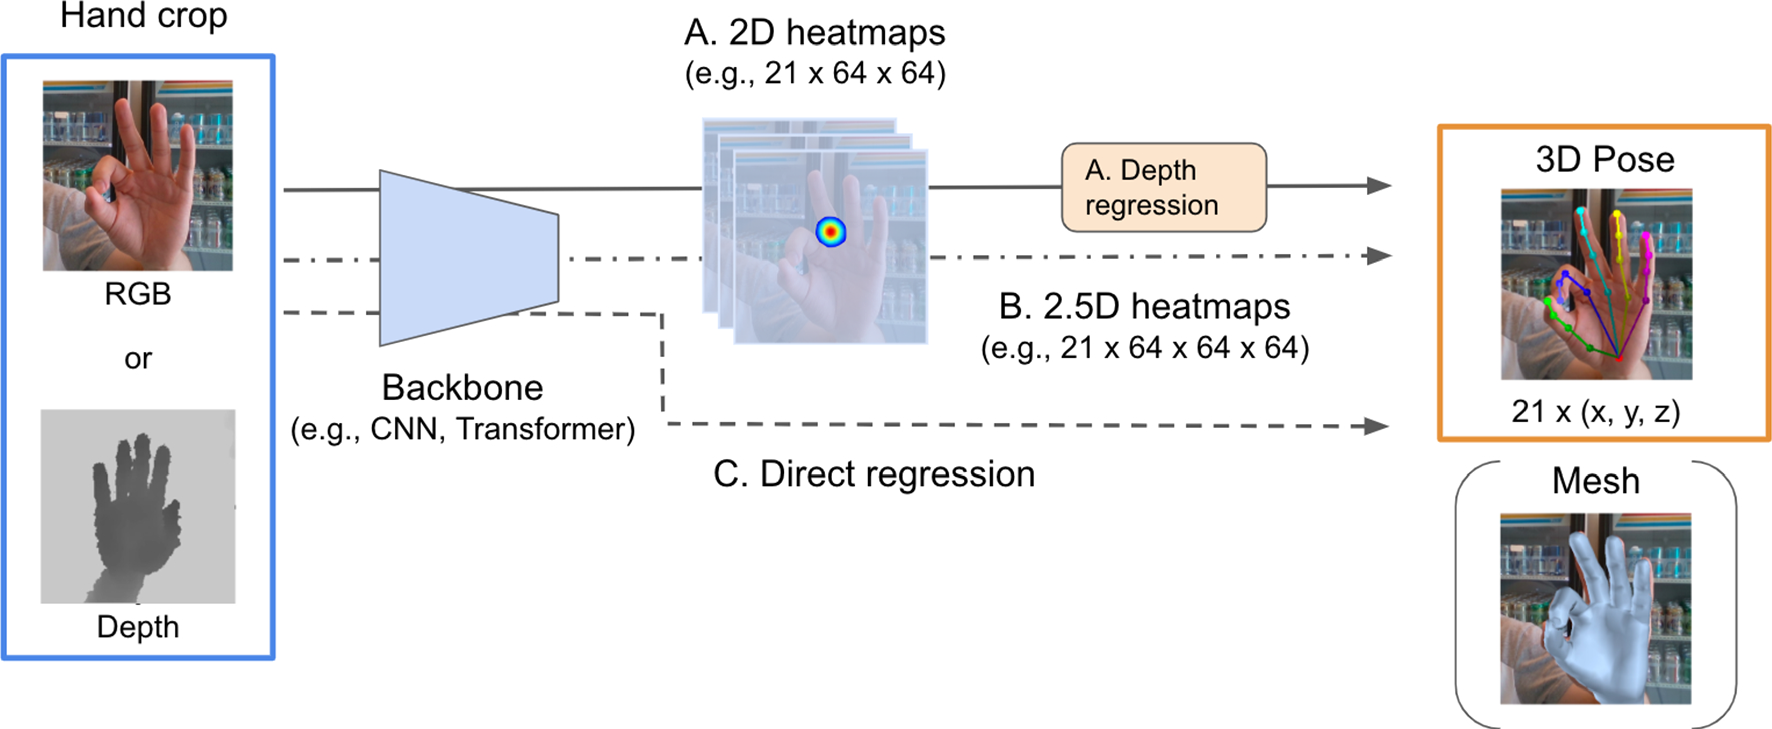 Hand crop
RGB
or
Depth
Backbone
(e.g., CNN, Transformer)
A. 2D heatmaps
(e.g., 21 x 64 x 64)
A. Depth
regression
B. 2.5D heatmaps
(e.g., 21 x 64 x 64 x 64)
C. Direct regression
3D Pose
21 x (x, y, z)
Mesh